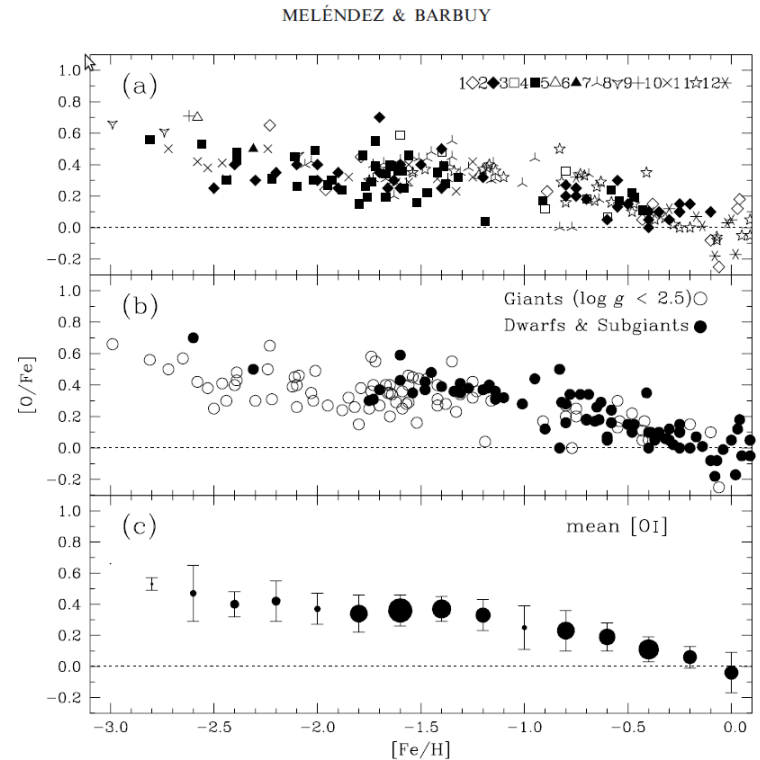 MELÉNDEZ & BARBUY
(a)
1◇2◆3□4■5△6▲7⅄8⩛9+10×11☆12✳
1.0
0.8
0.6
0.4
0.2
0.0
−0.2
(b)
Giants (log g < 2.5)○
Dwarfs & Subgiants●
1.0
0.8
0.6
0.4
0.2
0.0
−0.2
[O/Fe]
(c)
mean [OI]
1.0
0.8
0.6
0.4
0.2
0.0
−0.2
−3.0 −2.5 −2.0 −1.5 −1.0 −0.5 0.0
[Fe/H]